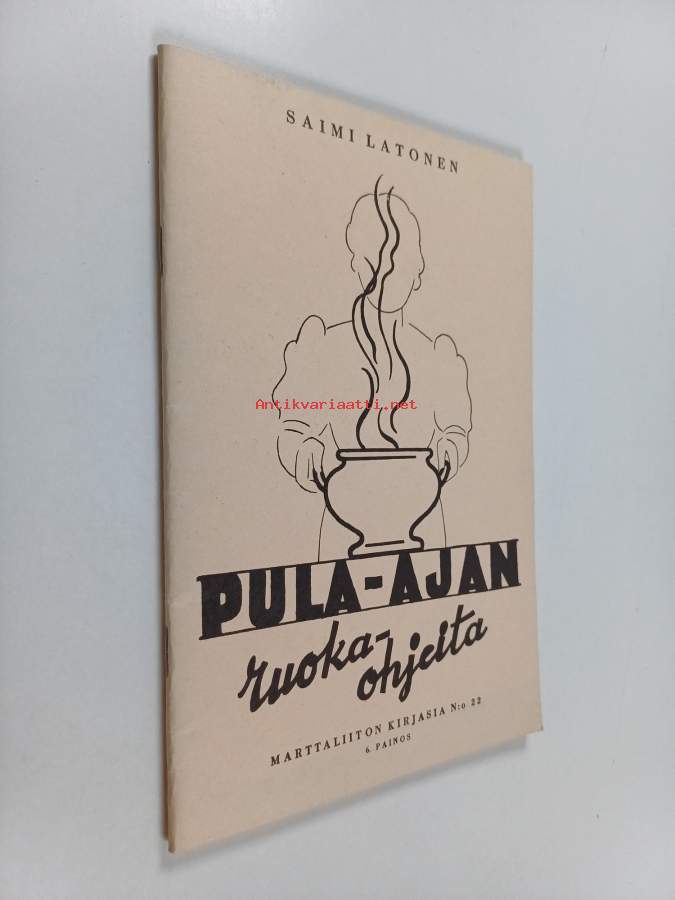 SAIMI LATONEN
Antikvariaatti.net
PULA-AJAN
ruoka-
ohjeita
MARTTALIITON KIRJASIA N:o 22
6. PAINOS